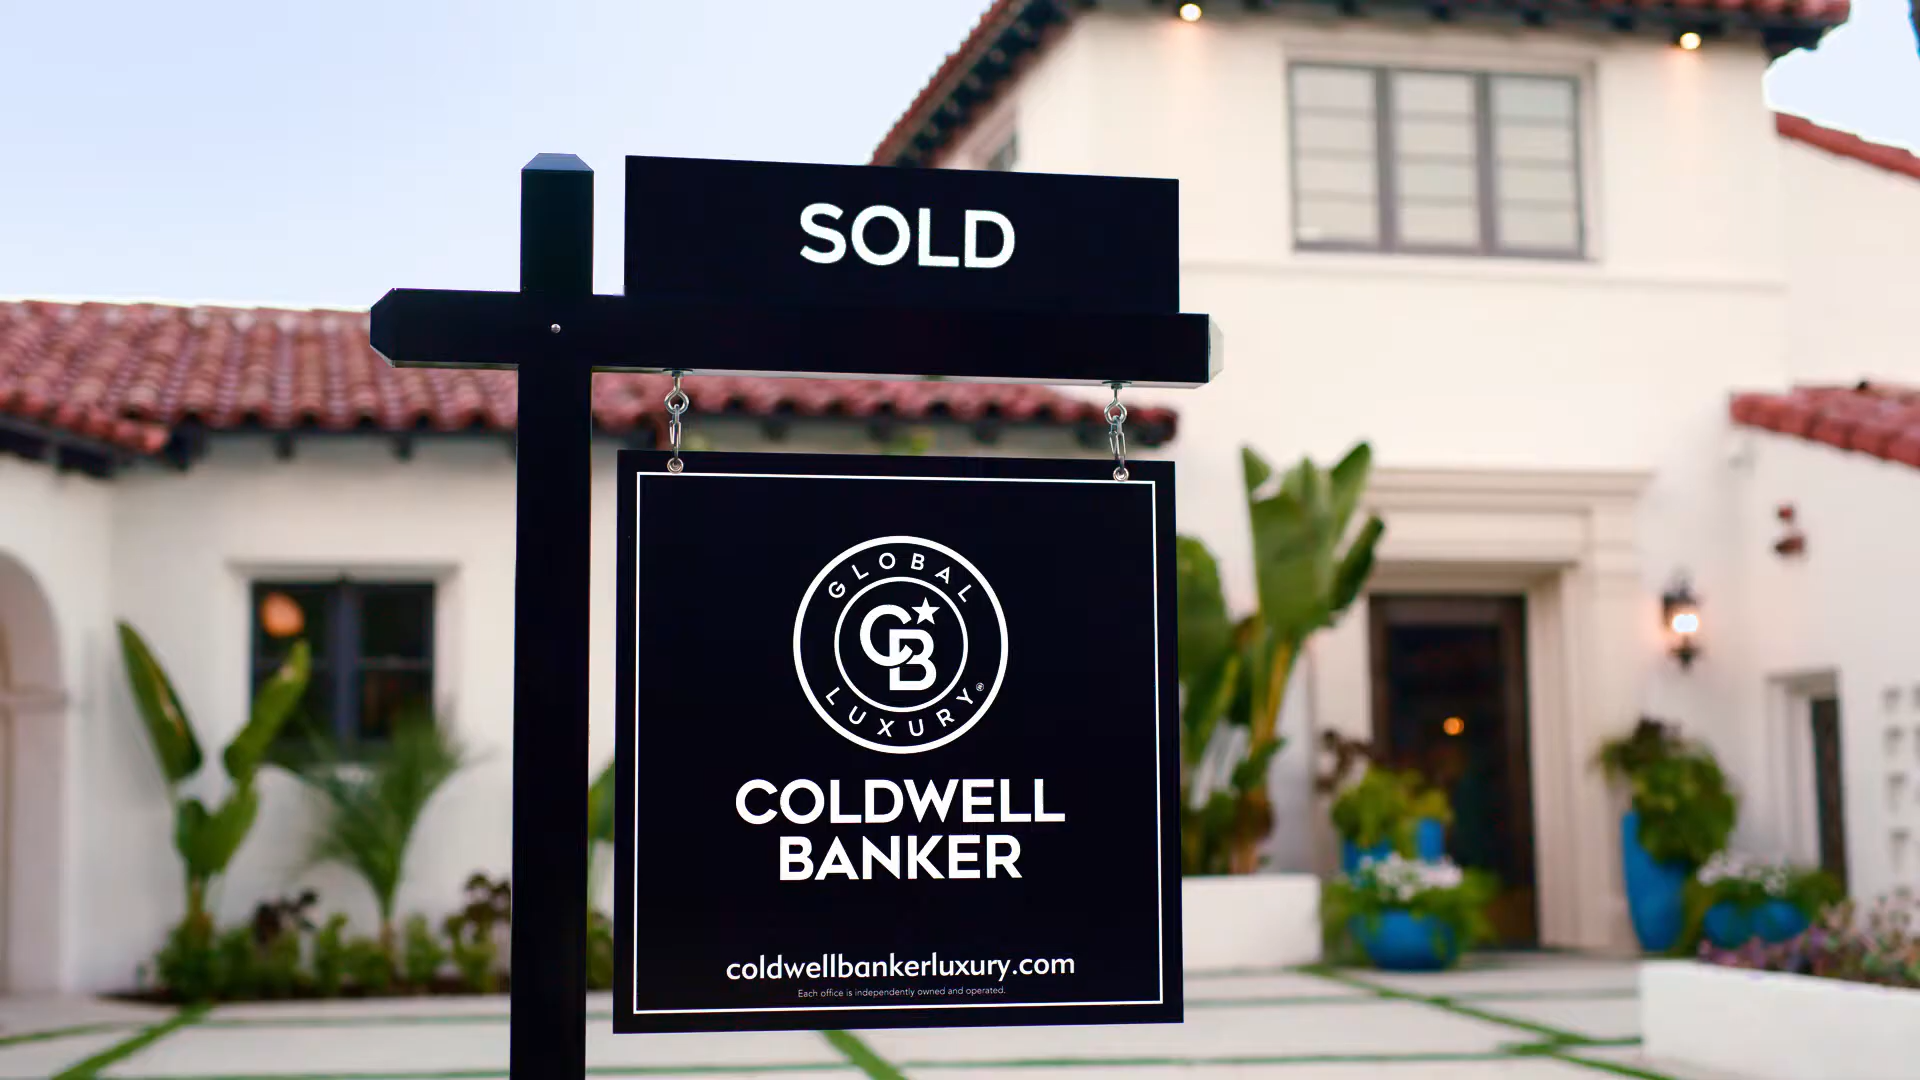 SOLD
GLOBAL
CB
LUXURY®
COLDWELL
BANKER
coldwellbankerluxury.com
Each office is independently owned and operated.